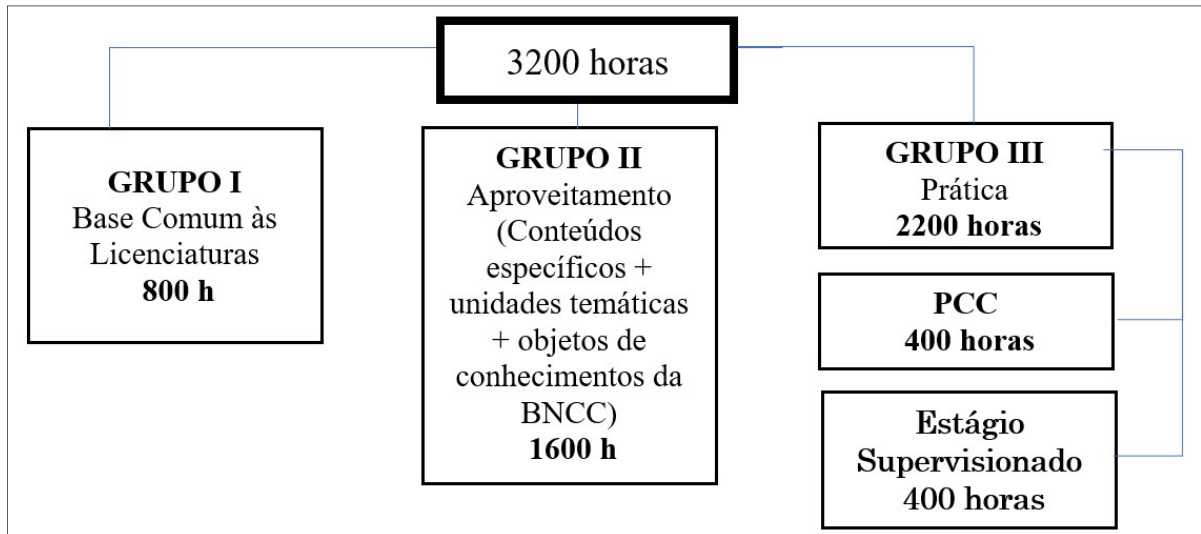 3200 horas
GRUPO I
Base Comum às
Licenciaturas
800 h
GRUPO II
Aproveitamento
(Conteúdos
específicos +
unidades temáticas
+ objetos de
conhecimentos da
BNCC)
1600 h
GRUPO III
Prática
2200 horas
PCC
400 horas
Estágio
Supervisionado
400 horas